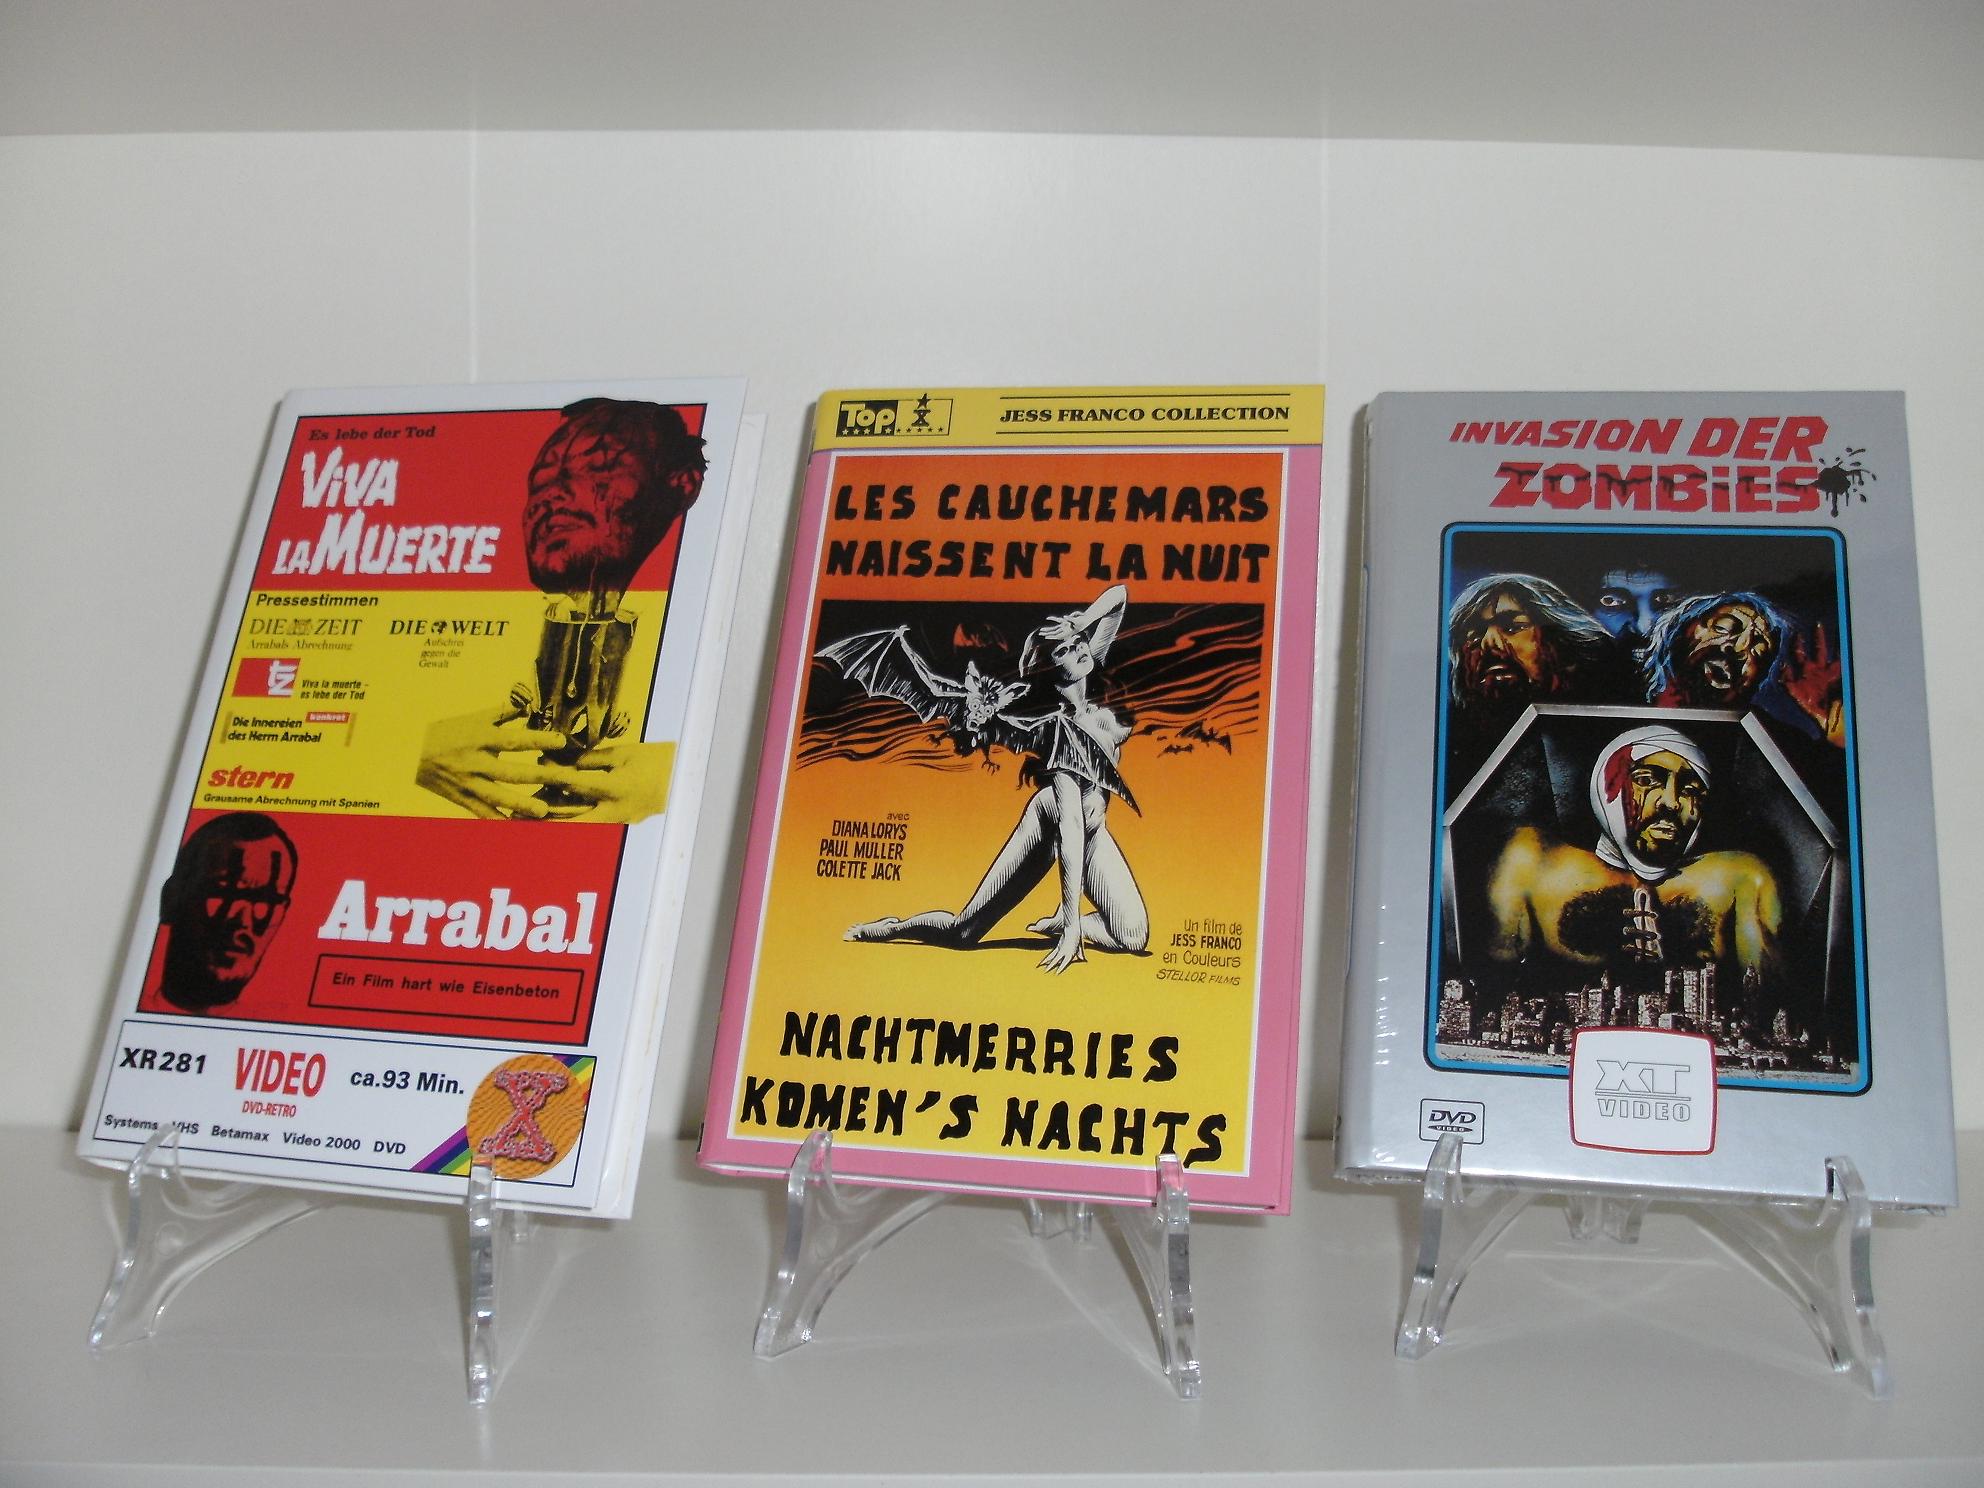 Es lebe der Tod
VIVA
LA MUERTE
Pressestimmen
DIE ZEIT
Arrabals Abrechnung
DIE WELT
Aufschrei
gegen die
Gewalt
Viva la muerte –
es lebe der Tod
Die Innereien
des Herrn Arrabal
konkret
stern
Grausame Abrechnung mit Spanien
Arrabal
Ein Film hart wie Eisenbeton
XR281
VIDEO
DVD-RETRO
ca.93 Min.
Systems VHS Betamax Video 2000 DVD
X
TOP X
JESS FRANCO COLLECTION
LES CAUCHEMARS
NAISSENT LA NUIT
avec
DIANA LORYS
PAUL MULLER
COLETTE JACK
Un film de
JESS FRANCO
en Couleurs
STELLOR FILMS
NACHTMERRIES
KOMEN'S NACHTS
INVASION DER
ZOMBIES
XT
VIDEO
DVD
VIDEO